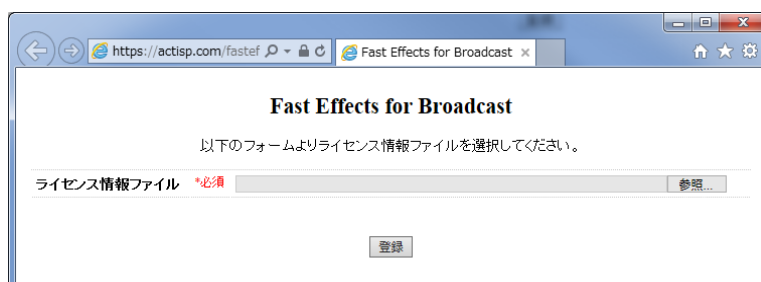 https://actisp.com/fastef
Fast Effects for Broadcast
Fast Effects for Broadcast
以下のフォームよりライセンス情報ファイルを選択してください。
ライセンス情報ファイル *必須 参照...
登録